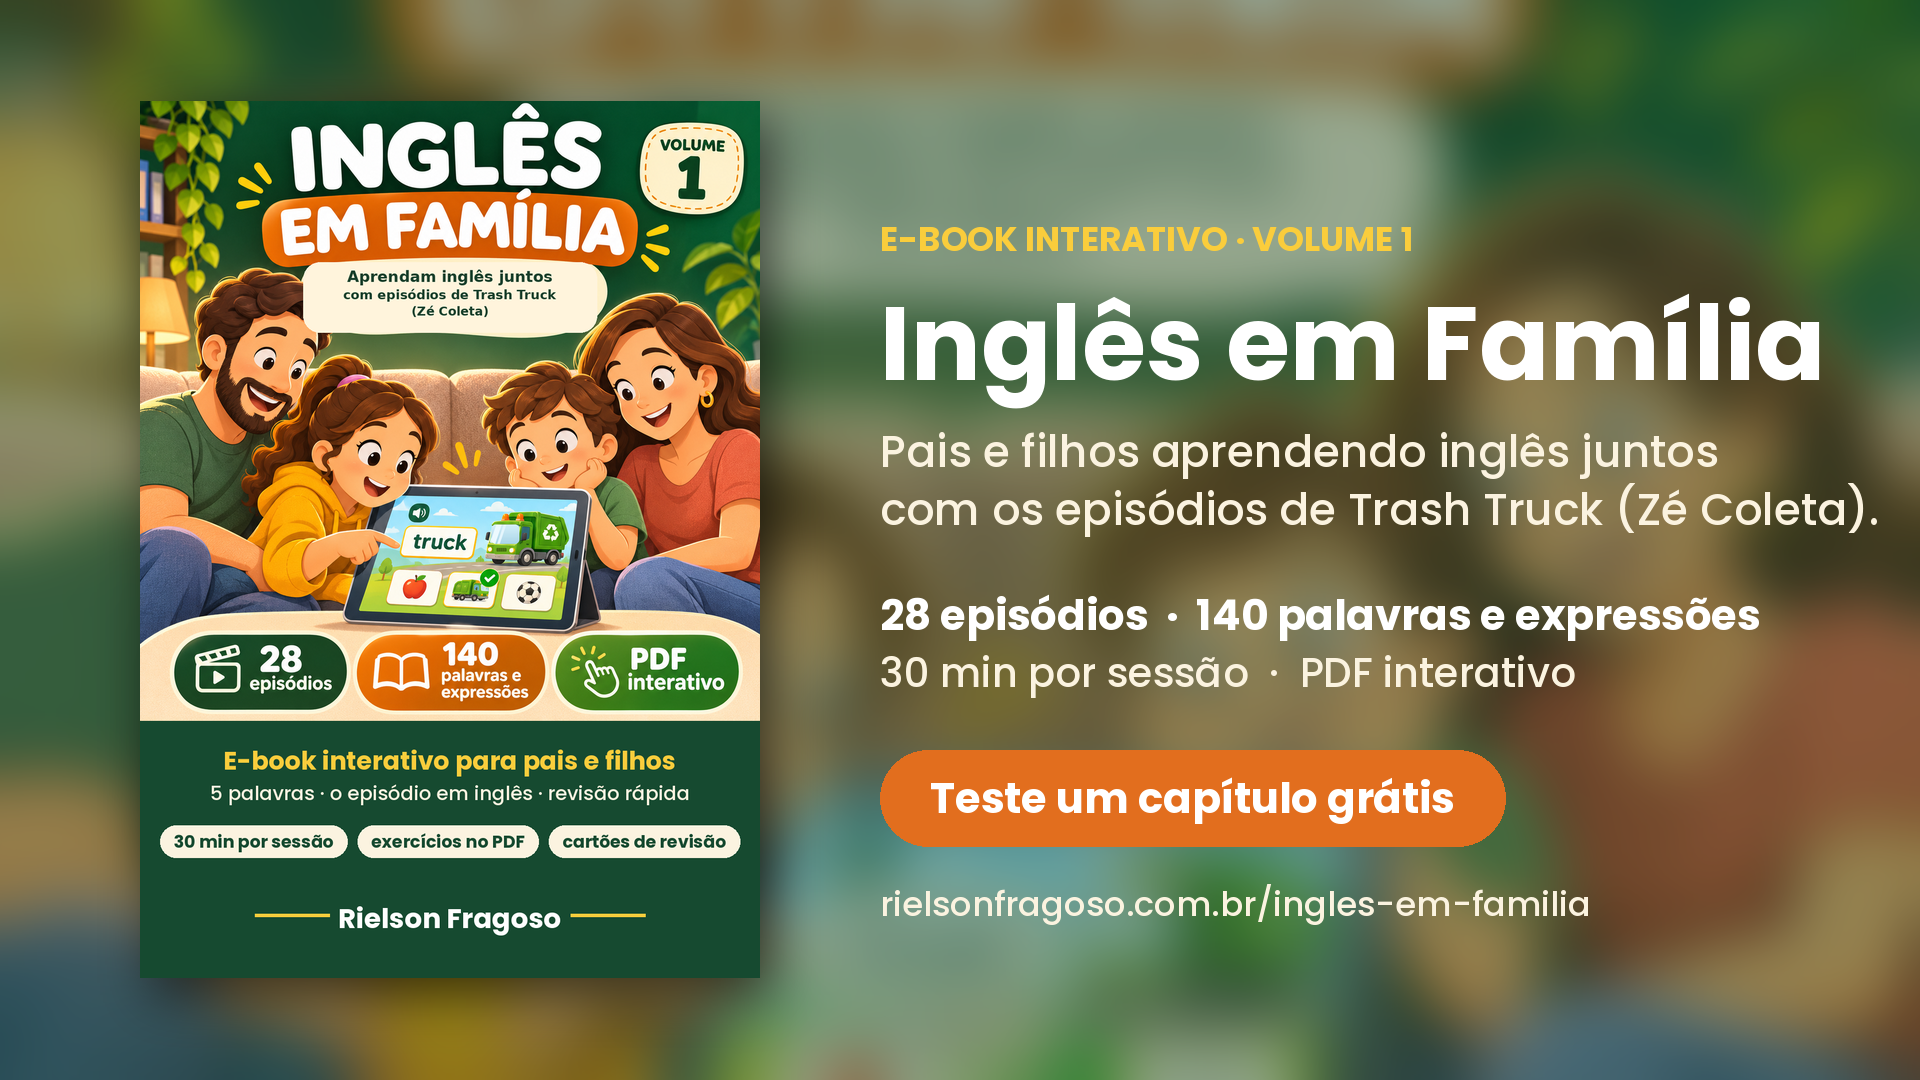 INGLÊS
EM FAMÍLIA
VOLUME
1
Aprendam inglês juntos
com episódios de Trash Truck
(Zé Coleta)
truck
28
episódios
140
palavras e
expressões
PDF
interativo
E-book interativo para pais e filhos
5 palavras · o episódio em inglês · revisão rápida
30 min por sessão
exercícios no PDF
cartões de revisão
Rielson Fragoso
E-BOOK INTERATIVO · VOLUME 1
Inglês em Família
Pais e filhos aprendendo inglês juntos
com os episódios de Trash Truck (Zé Coleta).
28 episódios · 140 palavras e expressões
30 min por sessão · PDF interativo
Teste um capítulo grátis
rielsonfragoso.com.br/ingles-em-familia